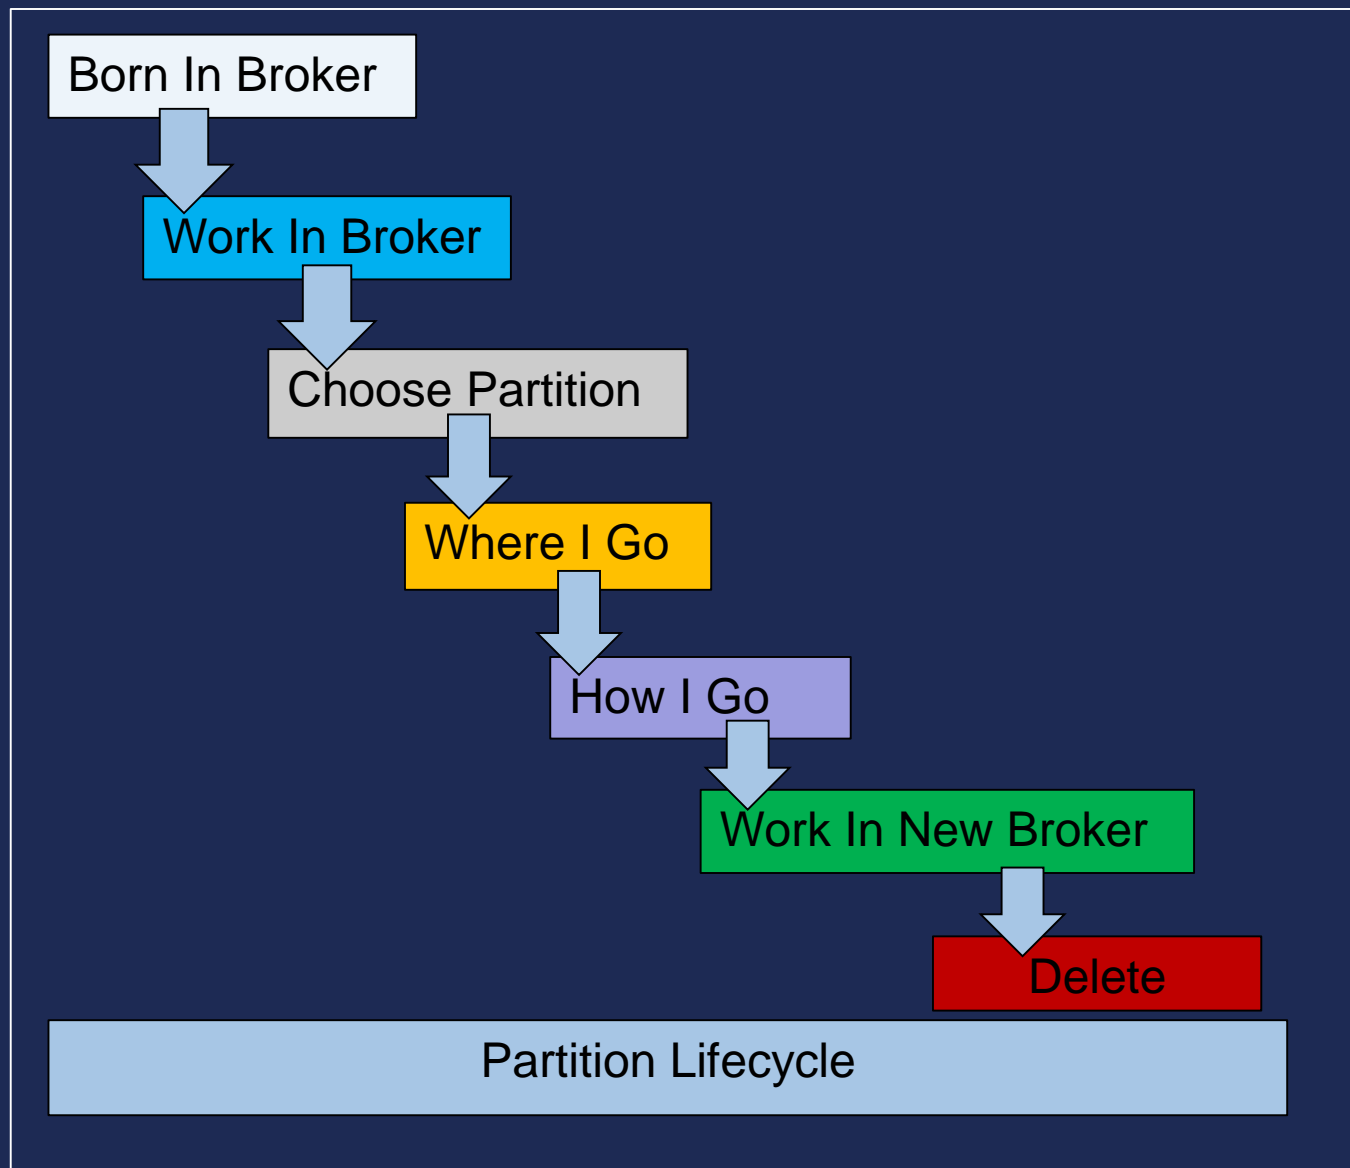 Born In Broker
Work In Broker
Choose Partition
Where I Go
How I Go
Work In New Broker
Delete
Partition Lifecycle